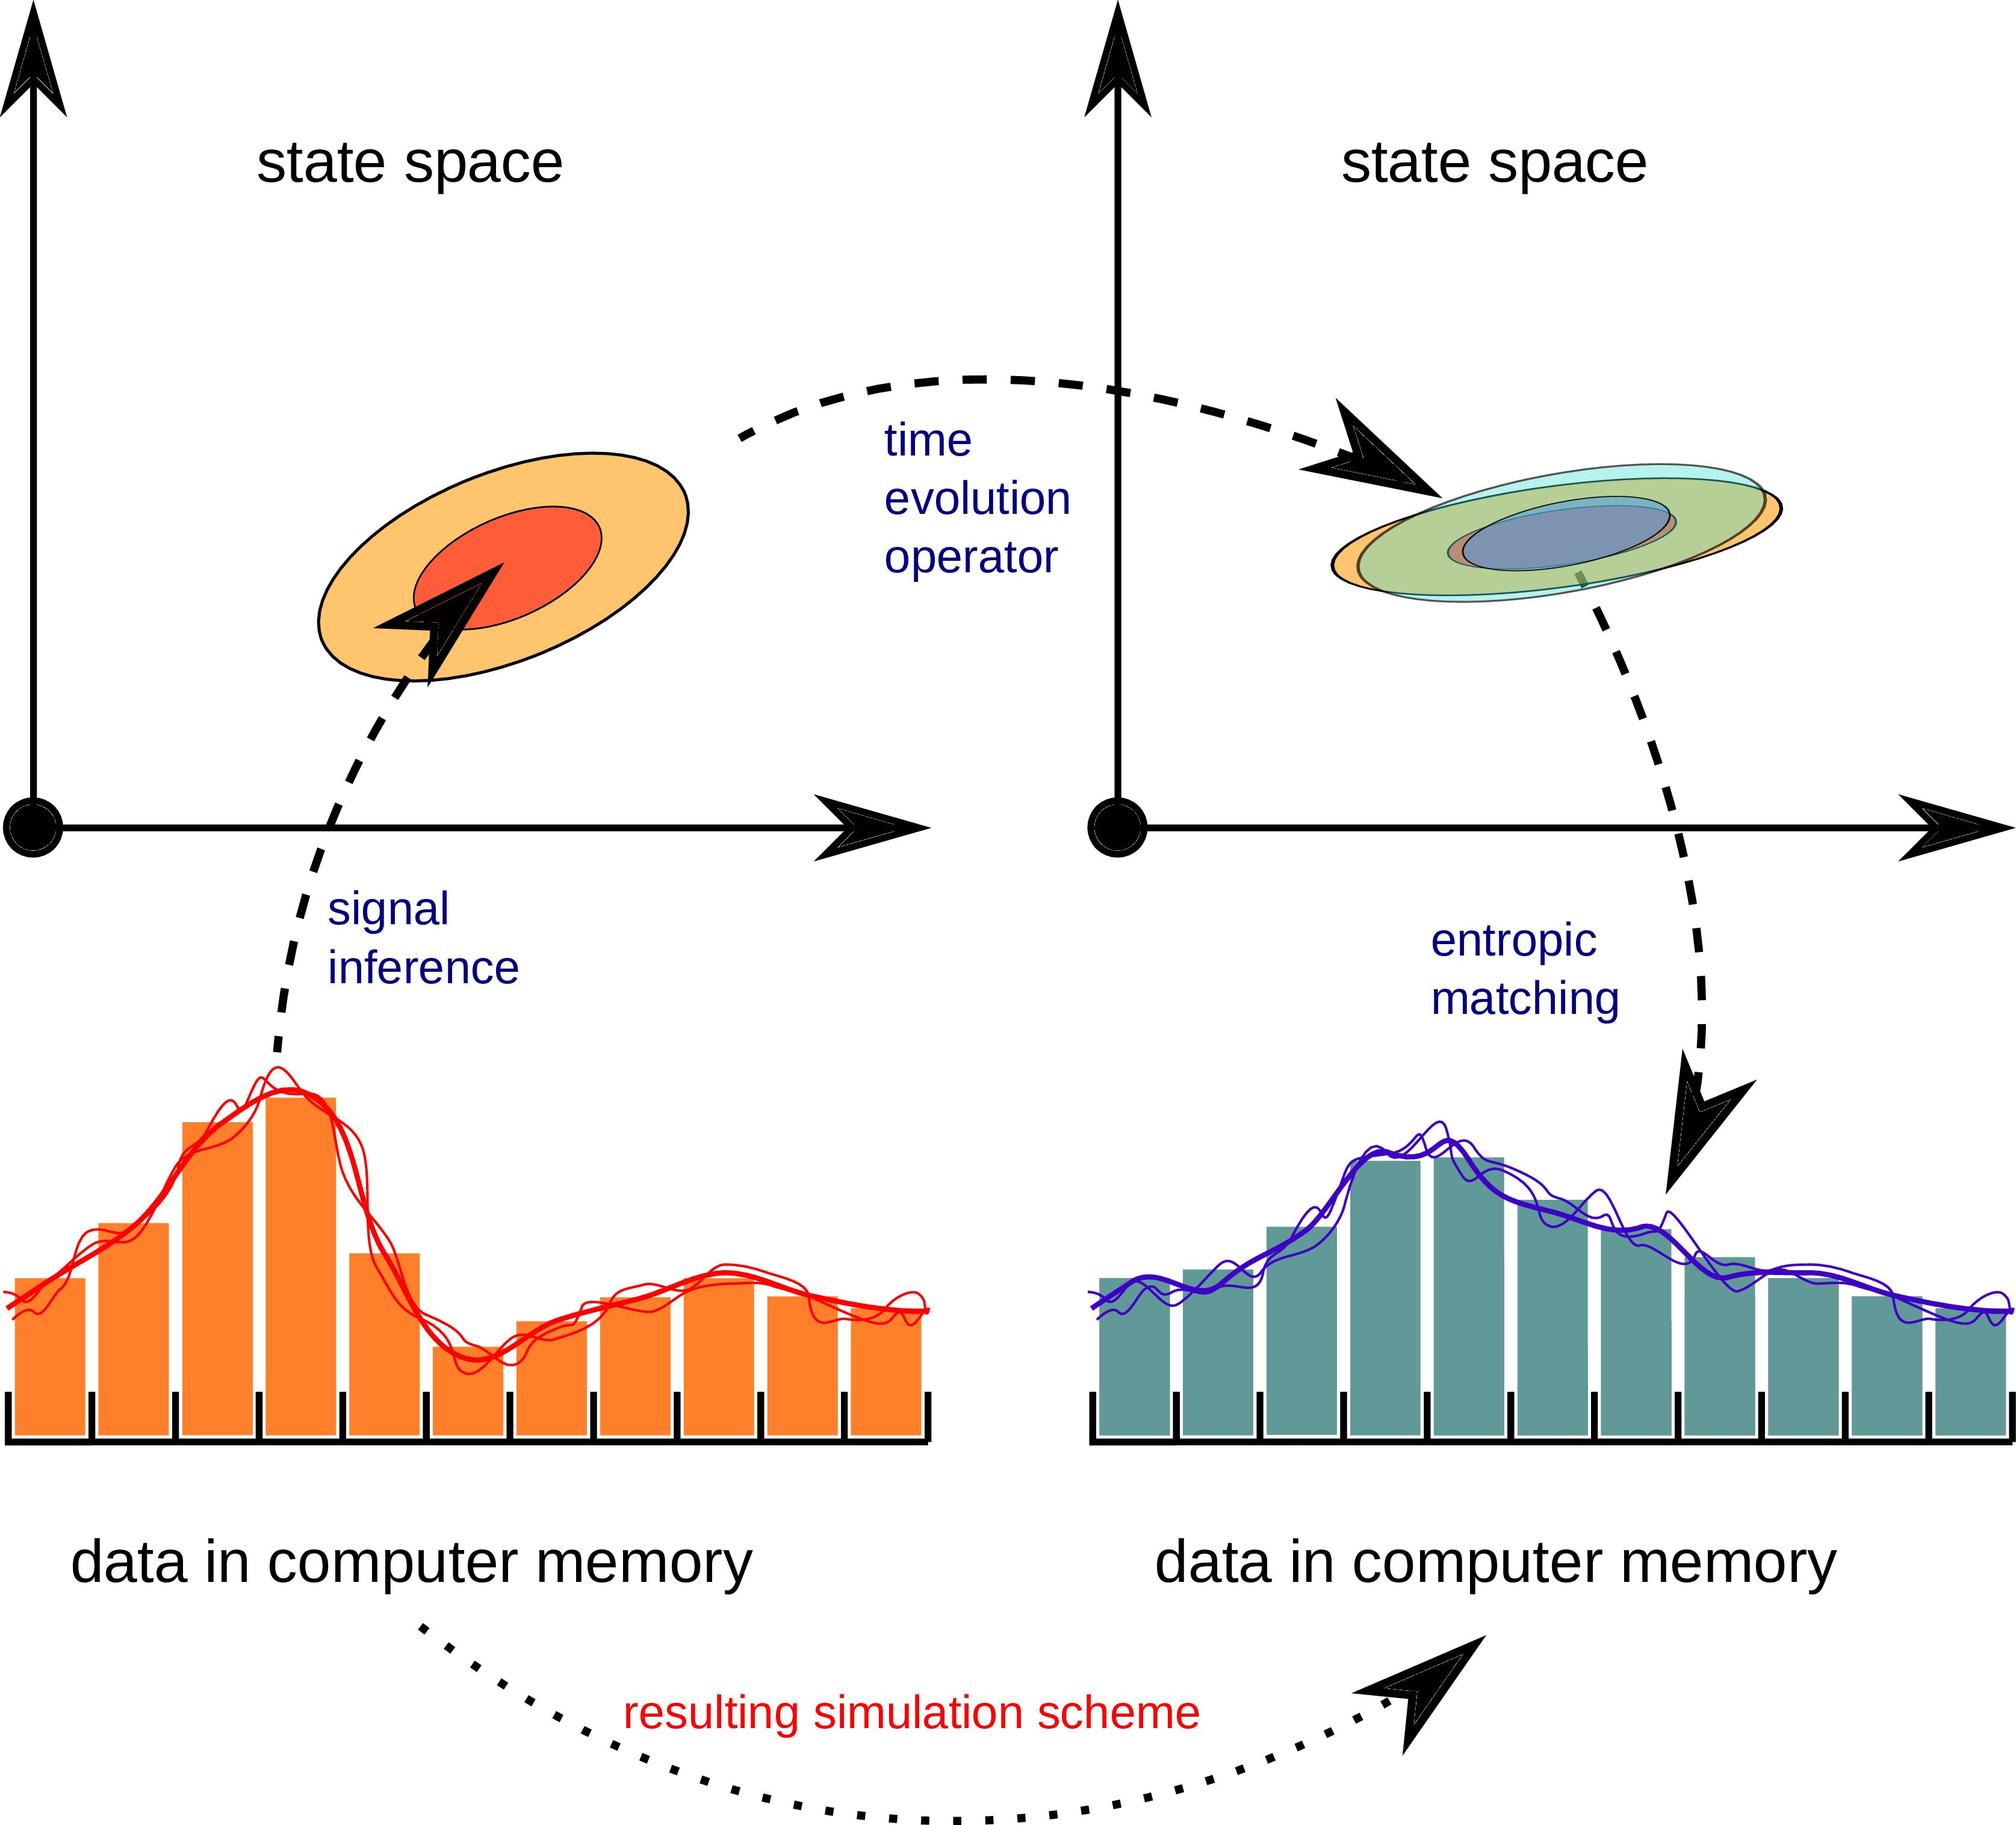 state space
state space
time
evolution
operator
signal
inference
entropic
matching
data in computer memory
data in computer memory
resulting simulation scheme